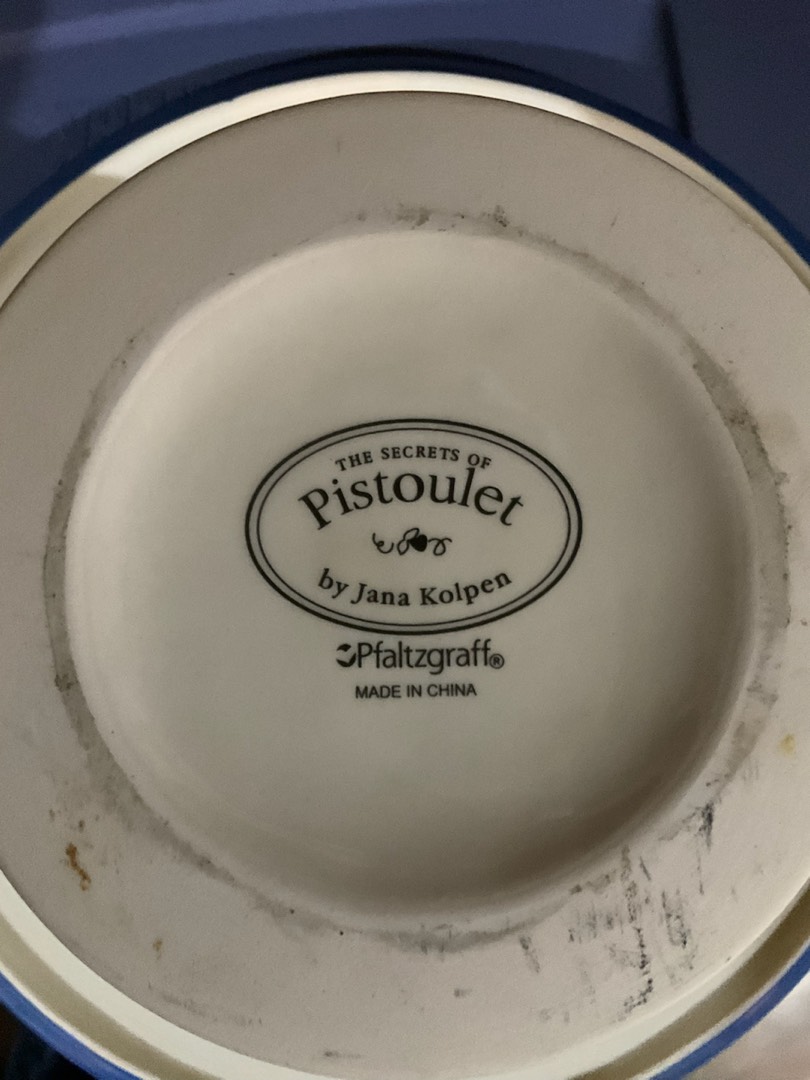 THE SECRETS OF
Pistoulet
by Jana Kolpen
Pfaltzgraff®
MADE IN CHINA